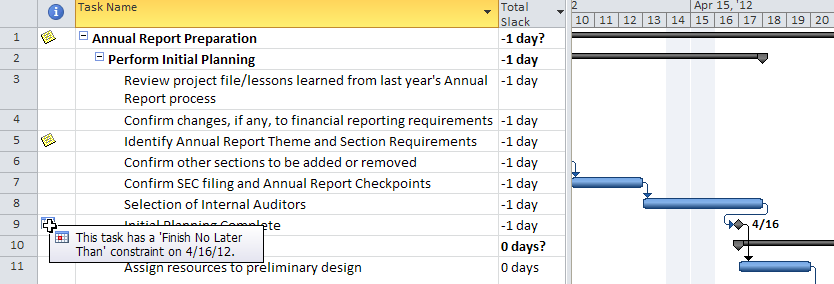 Task Name Total Slack 2 Apr 15, '12
10 11 12 13 14 15 16 17 18 19 20
1 Annual Report Preparation -1 day?
2 Perform Initial Planning -1 day
3 Review project file/lessons learned from last year's Annual Report process -1 day
4 Confirm changes, if any, to financial reporting requirements -1 day
5 Identify Annual Report Theme and Section Requirements -1 day
6 Confirm other sections to be added or removed -1 day
7 Confirm SEC filing and Annual Report Checkpoints -1 day
8 Selection of Internal Auditors -1 day
9 Initial Planning Complete -1 day 4/16
This task has a 'Finish No Later
Than' constraint on 4/16/12.
10 0 days?
11 Assign resources to preliminary design 0 days